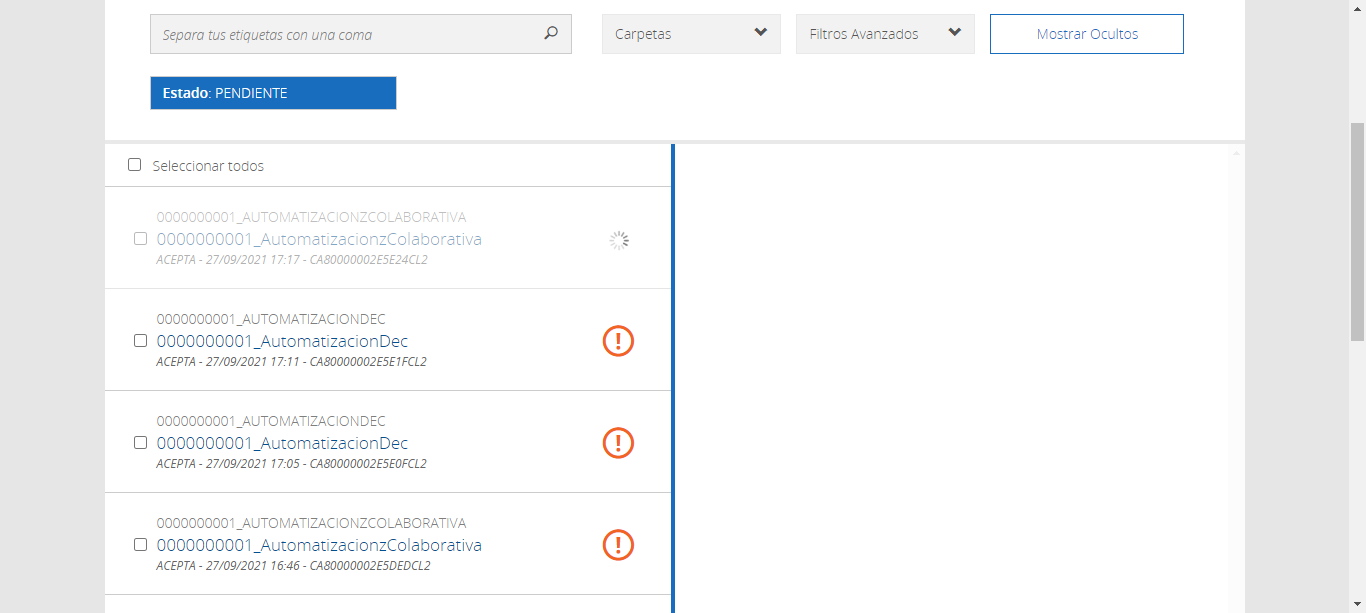 Separa tus etiquetas con una coma
Carpetas
Filtros Avanzados
Mostrar Ocultos
Estado: PENDIENTE
Seleccionar todos
0000000001_AUTOMATIZACIONZCOLABORATIVA
0000000001_AutomatizacionzColaborativa
ACEPTA - 27/09/2021 17:17 - CA80000002E5E24CL2
0000000001_AUTOMATIZACIONDEC
0000000001_AutomatizacionDec
ACEPTA - 27/09/2021 17:11 - CA80000002E5E1FCL2
0000000001_AUTOMATIZACIONDEC
0000000001_AutomatizacionDec
ACEPTA - 27/09/2021 17:05 - CA80000002E5E0FCL2
0000000001_AUTOMATIZACIONZCOLABORATIVA
0000000001_AutomatizacionzColaborativa
ACEPTA - 27/09/2021 16:46 - CA80000002E5DEDCL2